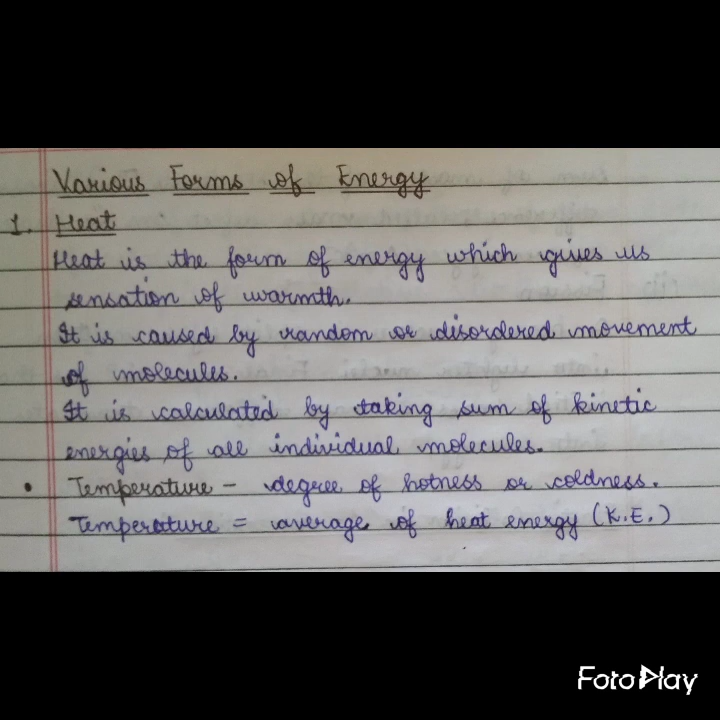 Various Forms of Energy
1. Heat
Heat is the form of energy which gives us
sensation of warmth.
It is caused by random or disordered movement
of molecules.
It is calculated by taking sum of kinetic
energies of all individual molecules.
• Temperature - degree of hotness or coldness.
Temperature = average of heat energy (K.E.)
FotoPlay